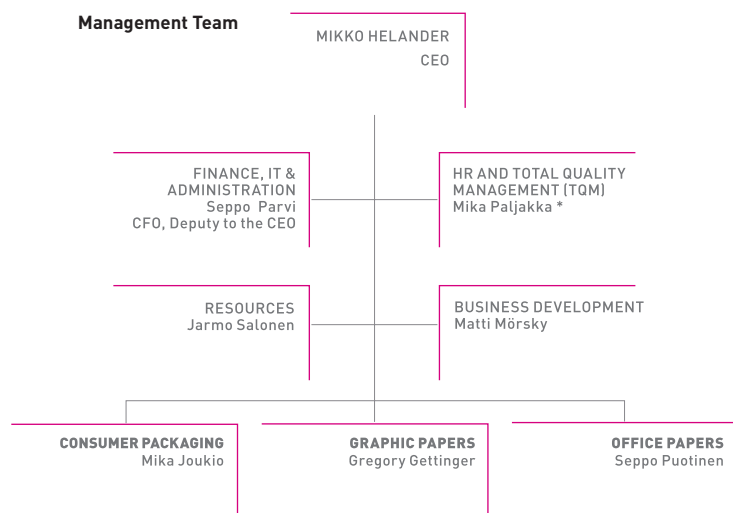 Management Team
MIKKO HELANDER
CEO
FINANCE, IT &
ADMINISTRATION
Seppo Parvi
CFO, Deputy to the CEO
HR AND TOTAL QUALITY
MANAGEMENT (TQM)
Mika Paljakka *
RESOURCES
Jarmo Salonen
BUSINESS DEVELOPMENT
Matti Mörsky
CONSUMER PACKAGING
Mika Joukio
GRAPHIC PAPERS
Gregory Gettinger
OFFICE PAPERS
Seppo Puotinen